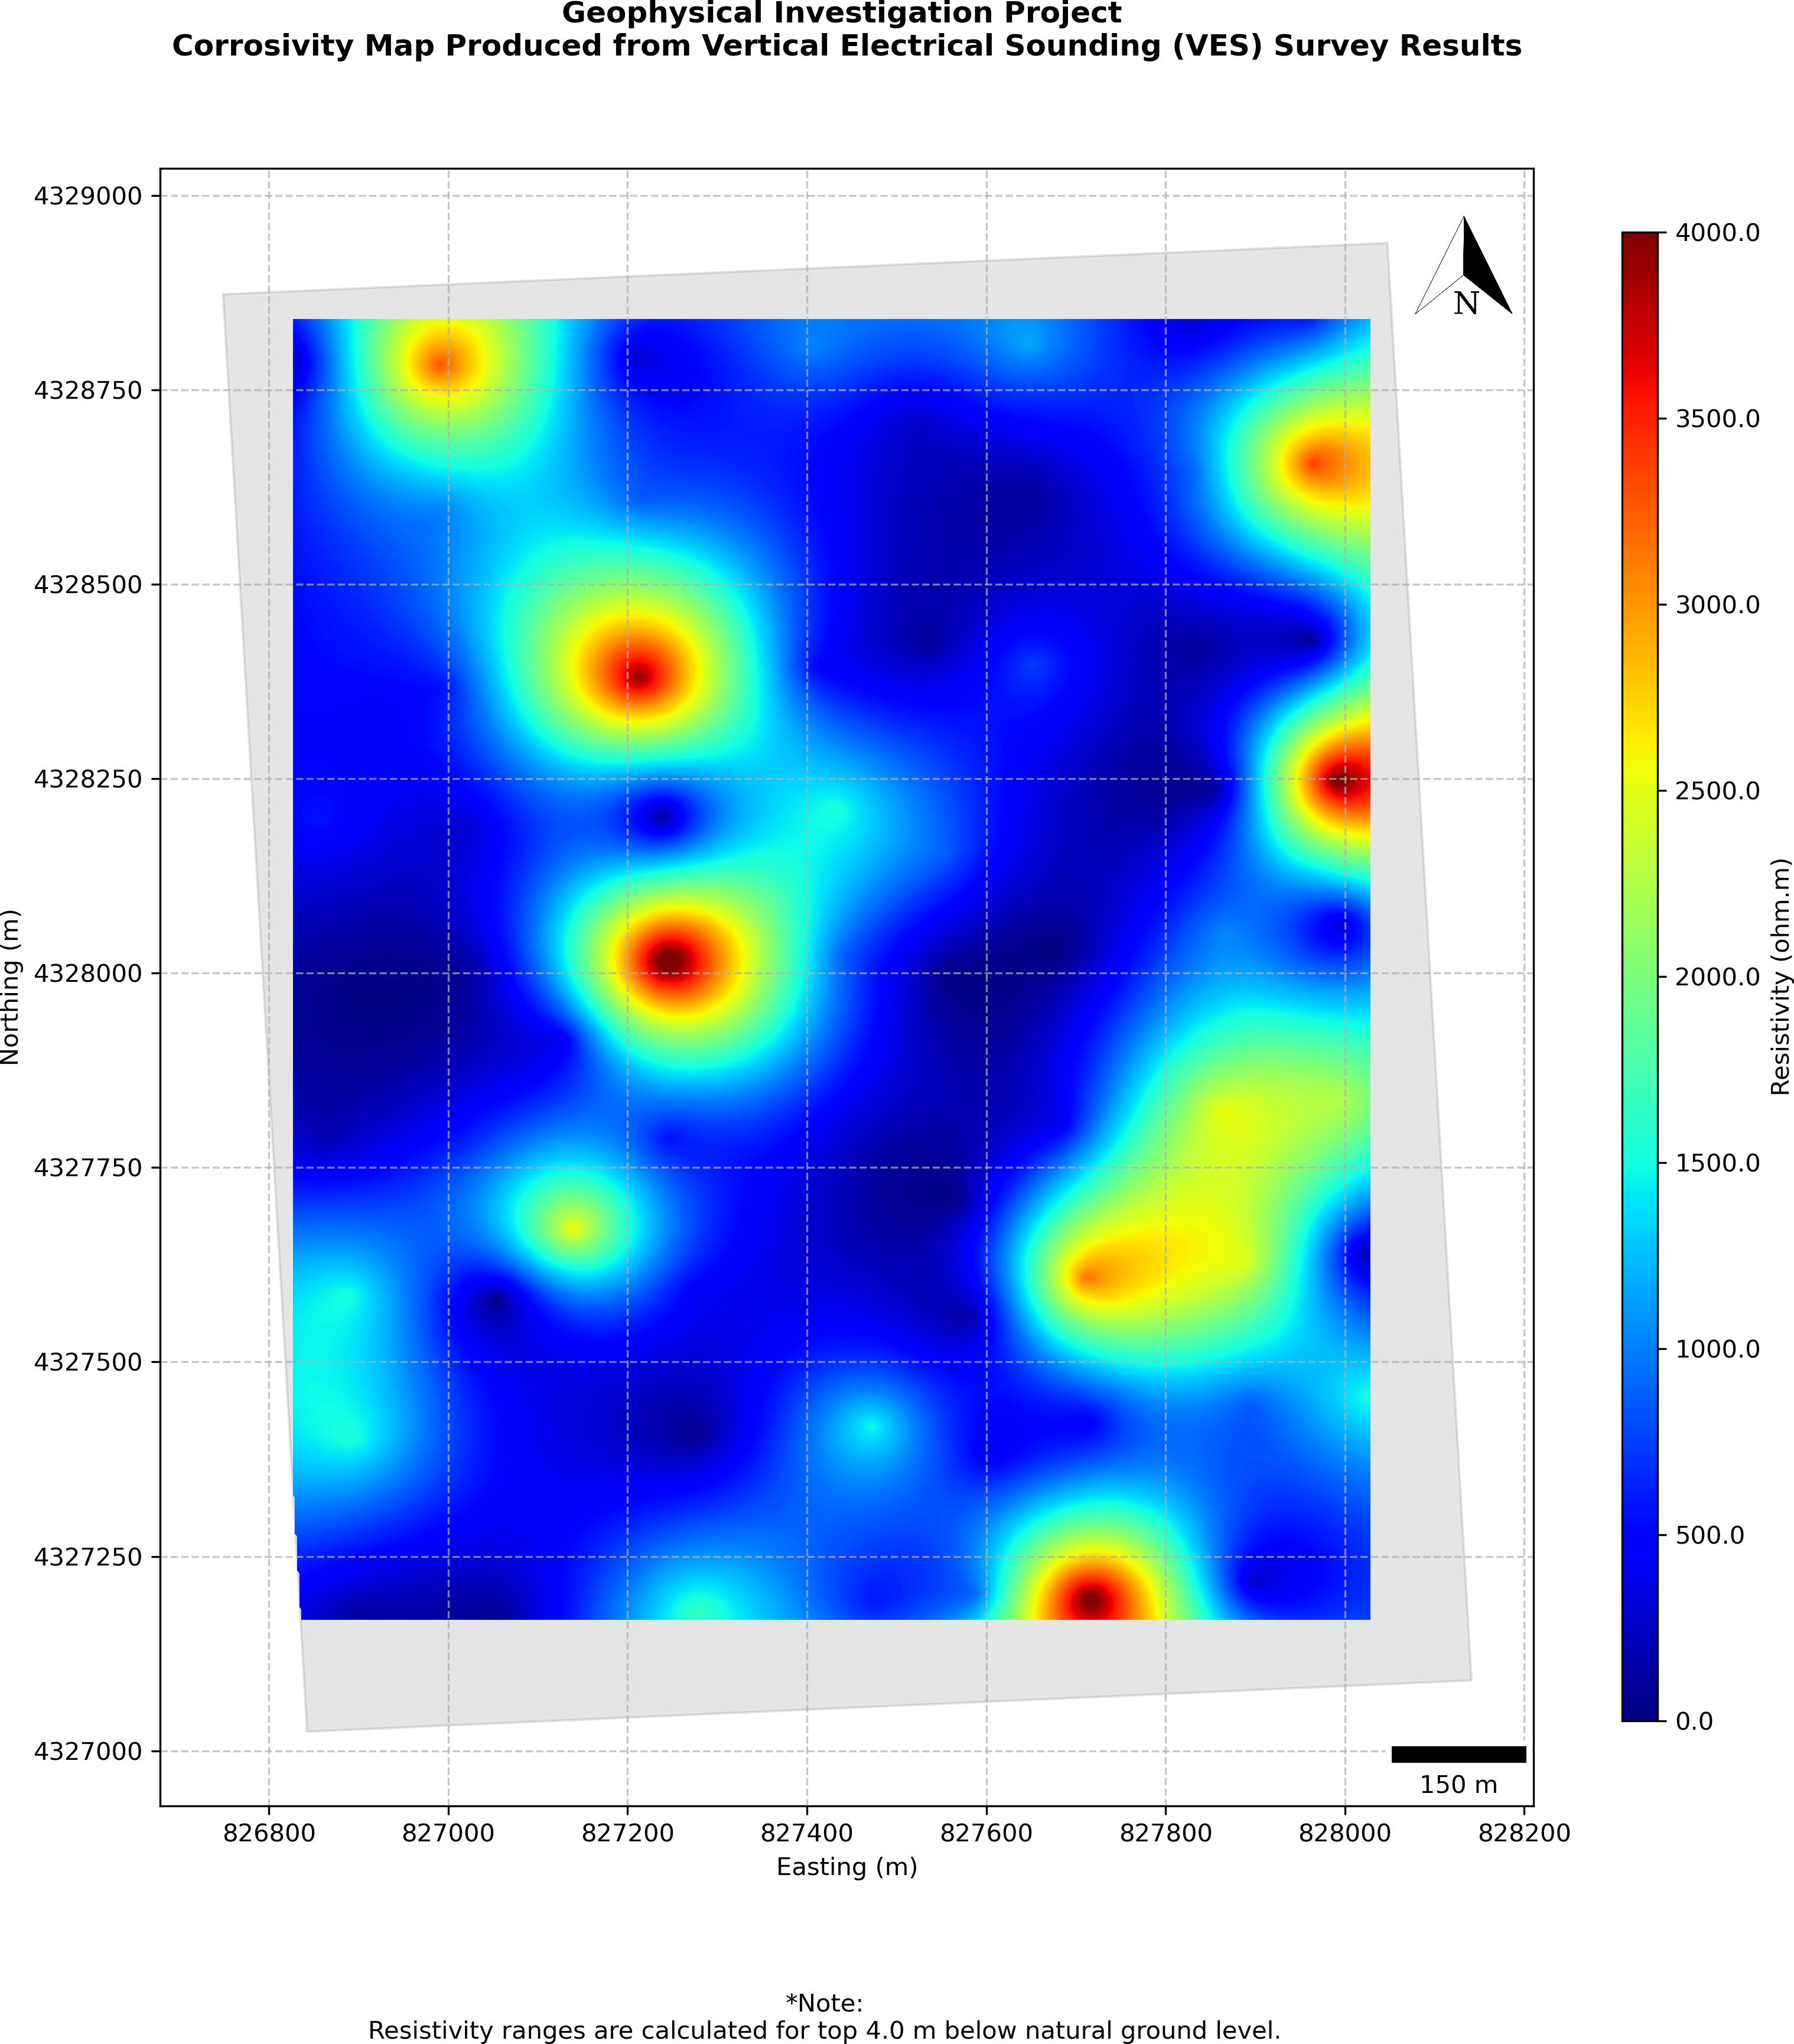 Geophysical Investigation Project
Corrosivity Map Produced from Vertical Electrical Sounding (VES) Survey Results
4329000
4328750
4328500
4328250
4328000
4327750
4327500
4327250
4327000
Northing (m)
N
150 m
826800 827000 827200 827400 827600 827800 828000 828200
Easting (m)
4000.0
3500.0
3000.0
2500.0
2000.0
1500.0
1000.0
500.0
0.0
Resistivity (ohm.m)
*Note:
Resistivity ranges are calculated for top 4.0 m below natural ground level.